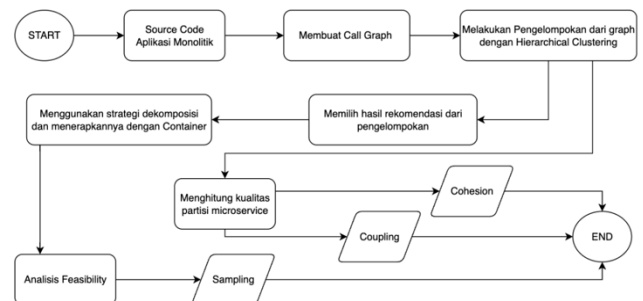 START
Source Code
Aplikasi Monolitik
Membuat Call Graph
Melakukan Pengelompokan dari graph
dengan Hierarchical Clustering
Menggunakan strategi dekomposisi
dan menerapkannya dengan Container
Memilih hasil rekomendasi dari
pengelompokan
Menghitung kualitas
partisi microservice
Cohesion
Coupling
END
Analisis Feasibility
Sampling